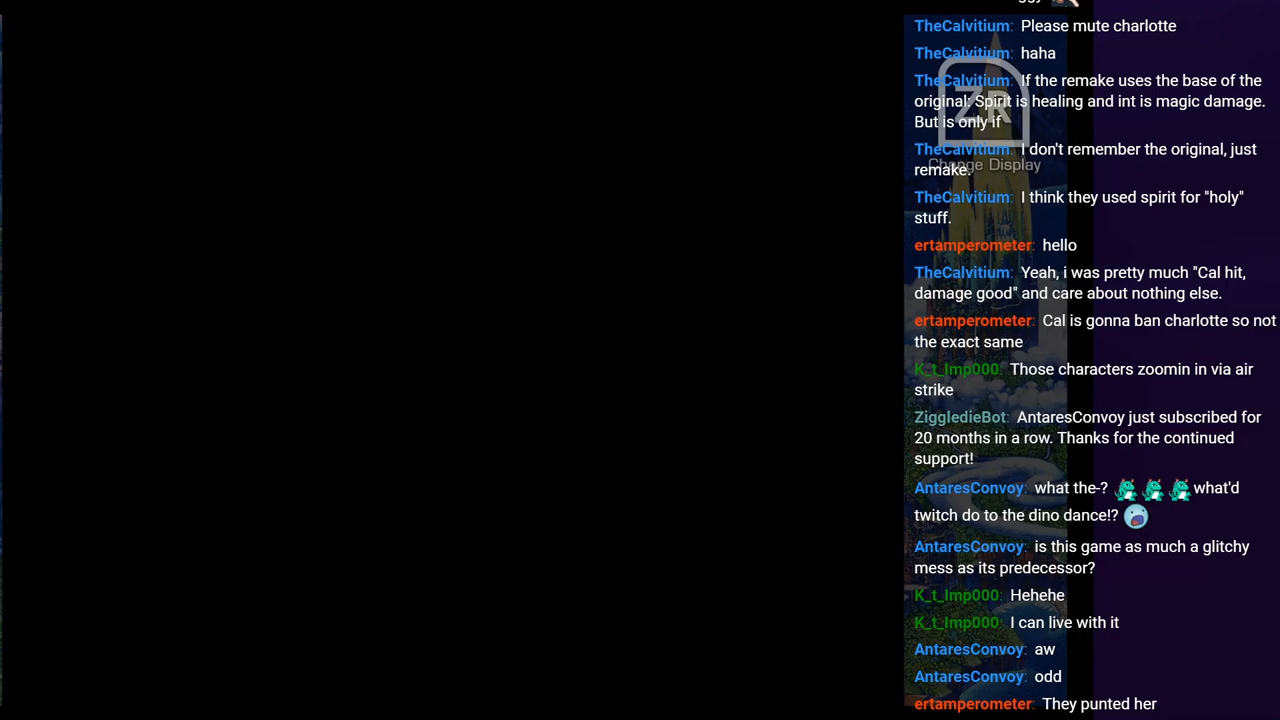 TheCalvitium: Please mute charlotte
TheCalvitium: haha
TheCalvitium: If the remake uses the base of the
original: Spirit is healing and int is magic damage.
But is only if
ZR
TheCalvitium: I don't remember the original, just
Change Display
remake.
TheCalvitium: I think they used spirit for "holy"
stuff.
ertamperometer: hello
TheCalvitium: Yeah, i was pretty much "Cal hit,
damage good" and care about nothing else.
ertamperometer: Cal is gonna ban charlotte so not
the exact same
K_t_Imp000: Those characters zoomin in via air
strike
ZiggledieBot: AntaresConvoy just subscribed for
20 months in a row. Thanks for the continued
support!
AntaresConvoy: what the-? what'd
twitch do to the dino dance!?
AntaresConvoy: is this game as much a glitchy
mess as its predecessor?
K_t_Imp000: Hehehe
K_t_Imp000: I can live with it
AntaresConvoy: aw
AntaresConvoy: odd
ertamperometer: They punted her